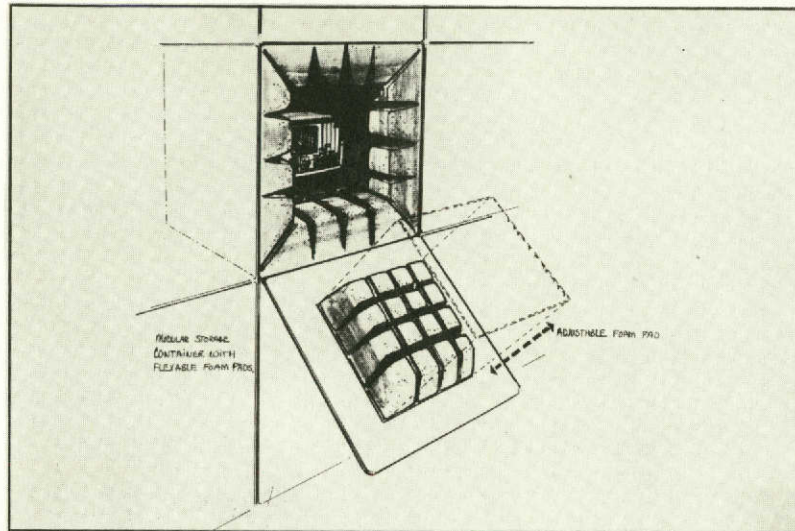 MODULAR STORAGE
CONTAINER WITH
FLEXABLE FOAM PADS,
ADJUSTABLE FOAM PAD